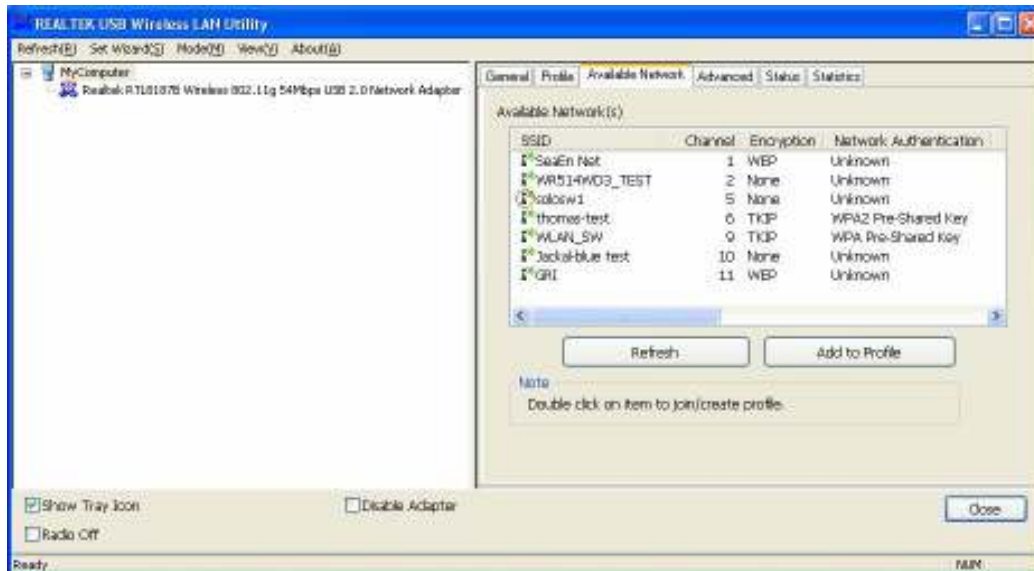 REALTEK USB Wireless LAN Utility
Refresh(R) Set Wizard(S) Mode(M) View(V) About(A)
MyComputer
Realtek RTL8187B Wireless 802.11g 54Mbps USB 2.0 Network Adapter
General Profile Available Network Advanced Status Statistics
Available Network(s)
SSID Channel Encryption Network Authentication
SeaEn Net 1 WEP Unknown
WR514WD3_TEST 2 None Unknown
solosw1 5 None Unknown
thomas-test 6 TKIP WPA2 Pre-Shared Key
WLAN_SW 9 TKIP WPA Pre-Shared Key
Jackal-blue test 10 None Unknown
GRI 11 WEP Unknown
Refresh Add to Profile
Note
Double click on item to join/create profile.
Show Tray Icon Disable Adapter
Close
Radio Off
Ready NUM